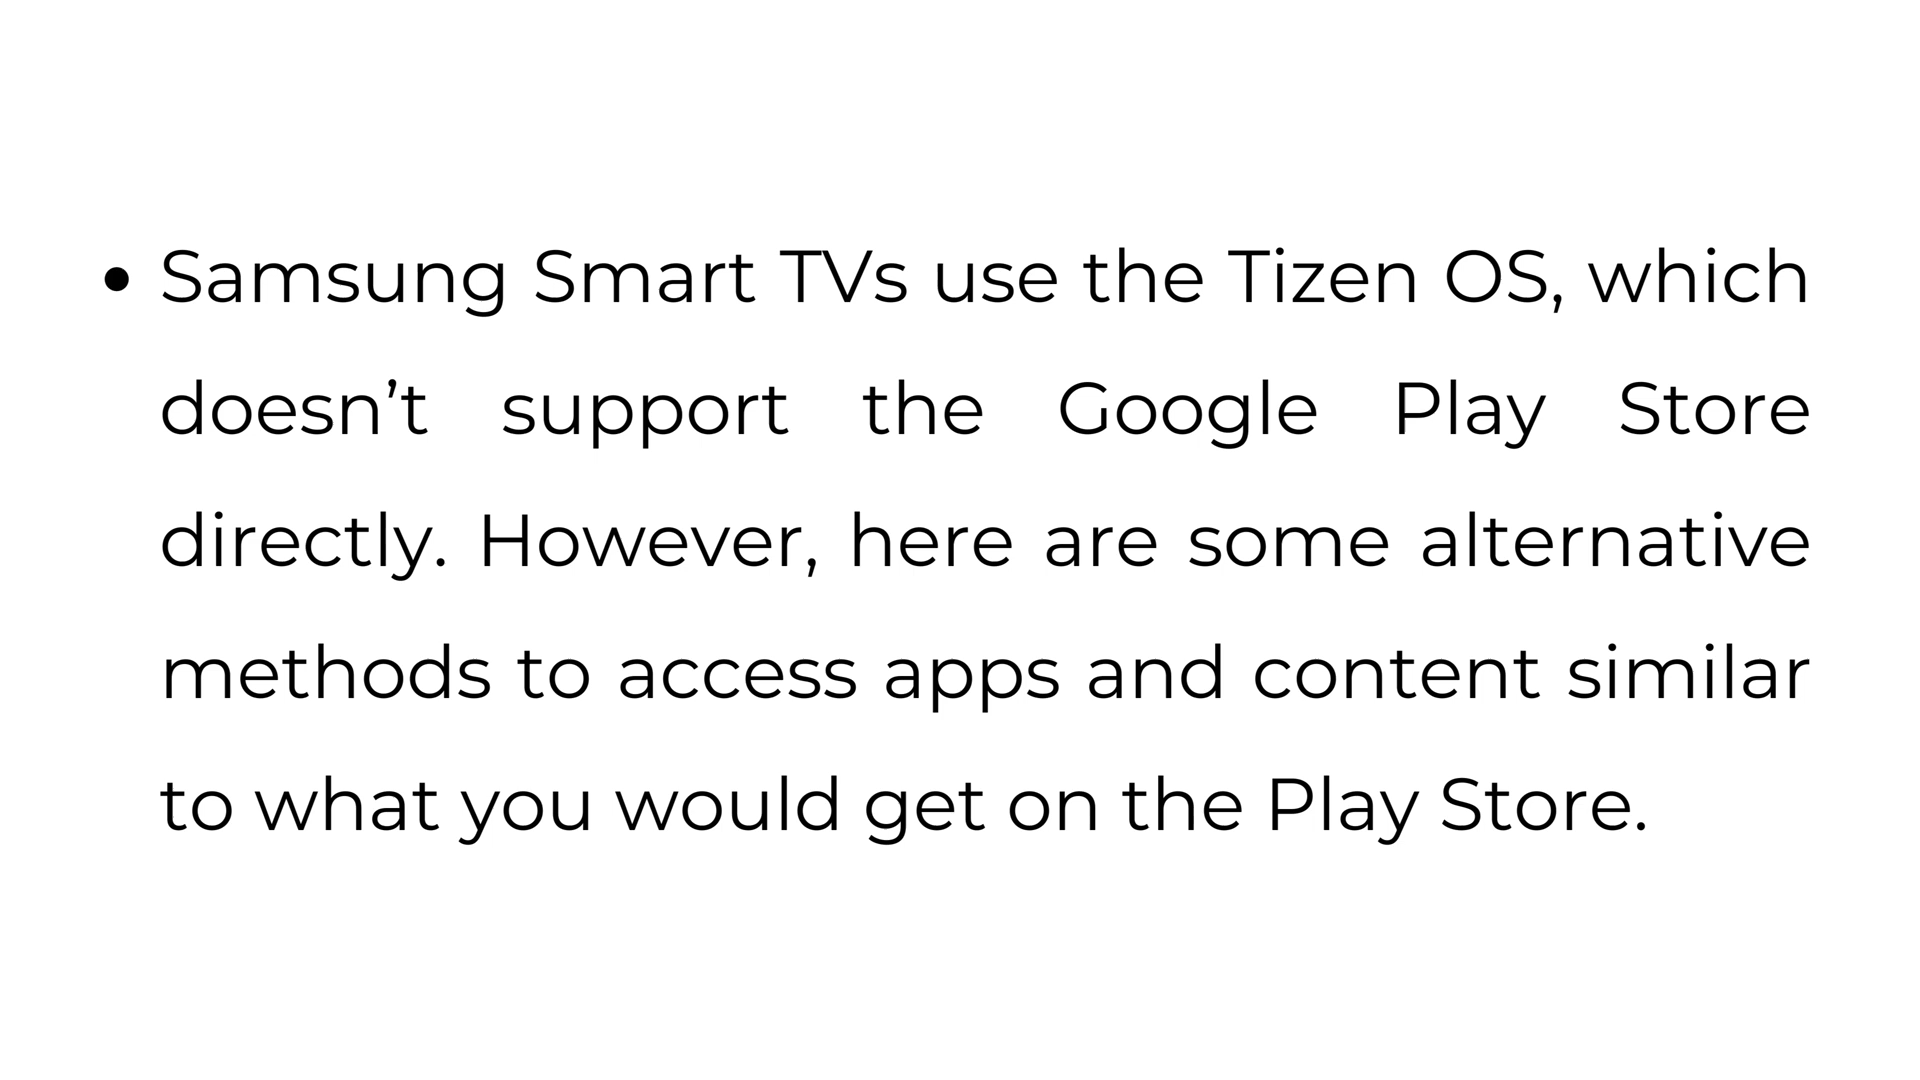 • Samsung Smart TVs use the Tizen OS, which
doesn’t support the Google Play Store
directly. However, here are some alternative
methods to access apps and content similar
to what you would get on the Play Store.